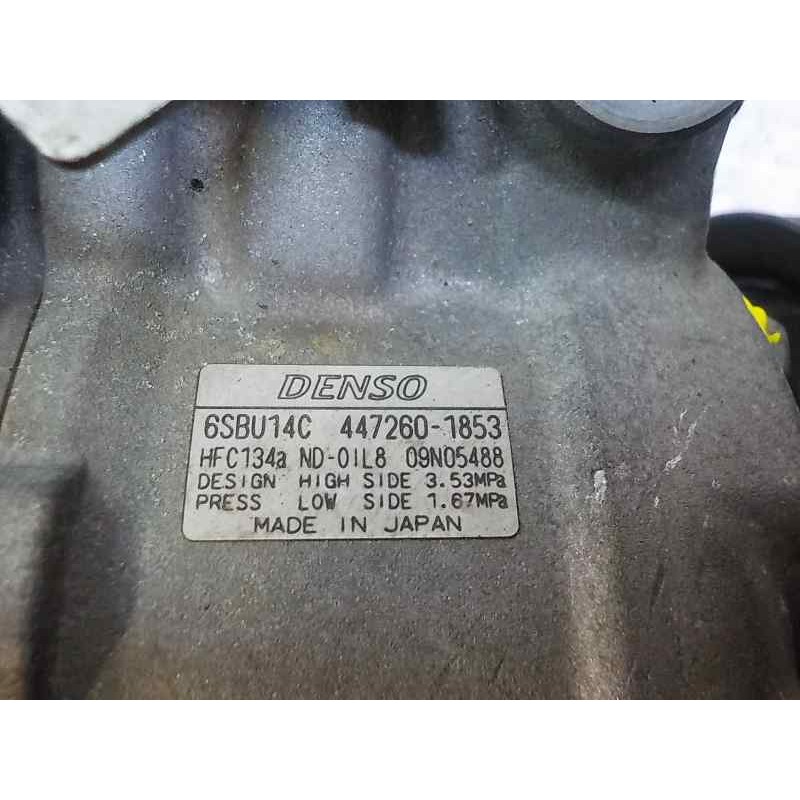 DENSO
6SBU14C 447260-1853
HFC134a ND-OIL8 09N05488
DESIGN HIGH SIDE 3.53MPa
PRESS LOW SIDE 1.67MPa
MADE IN JAPAN